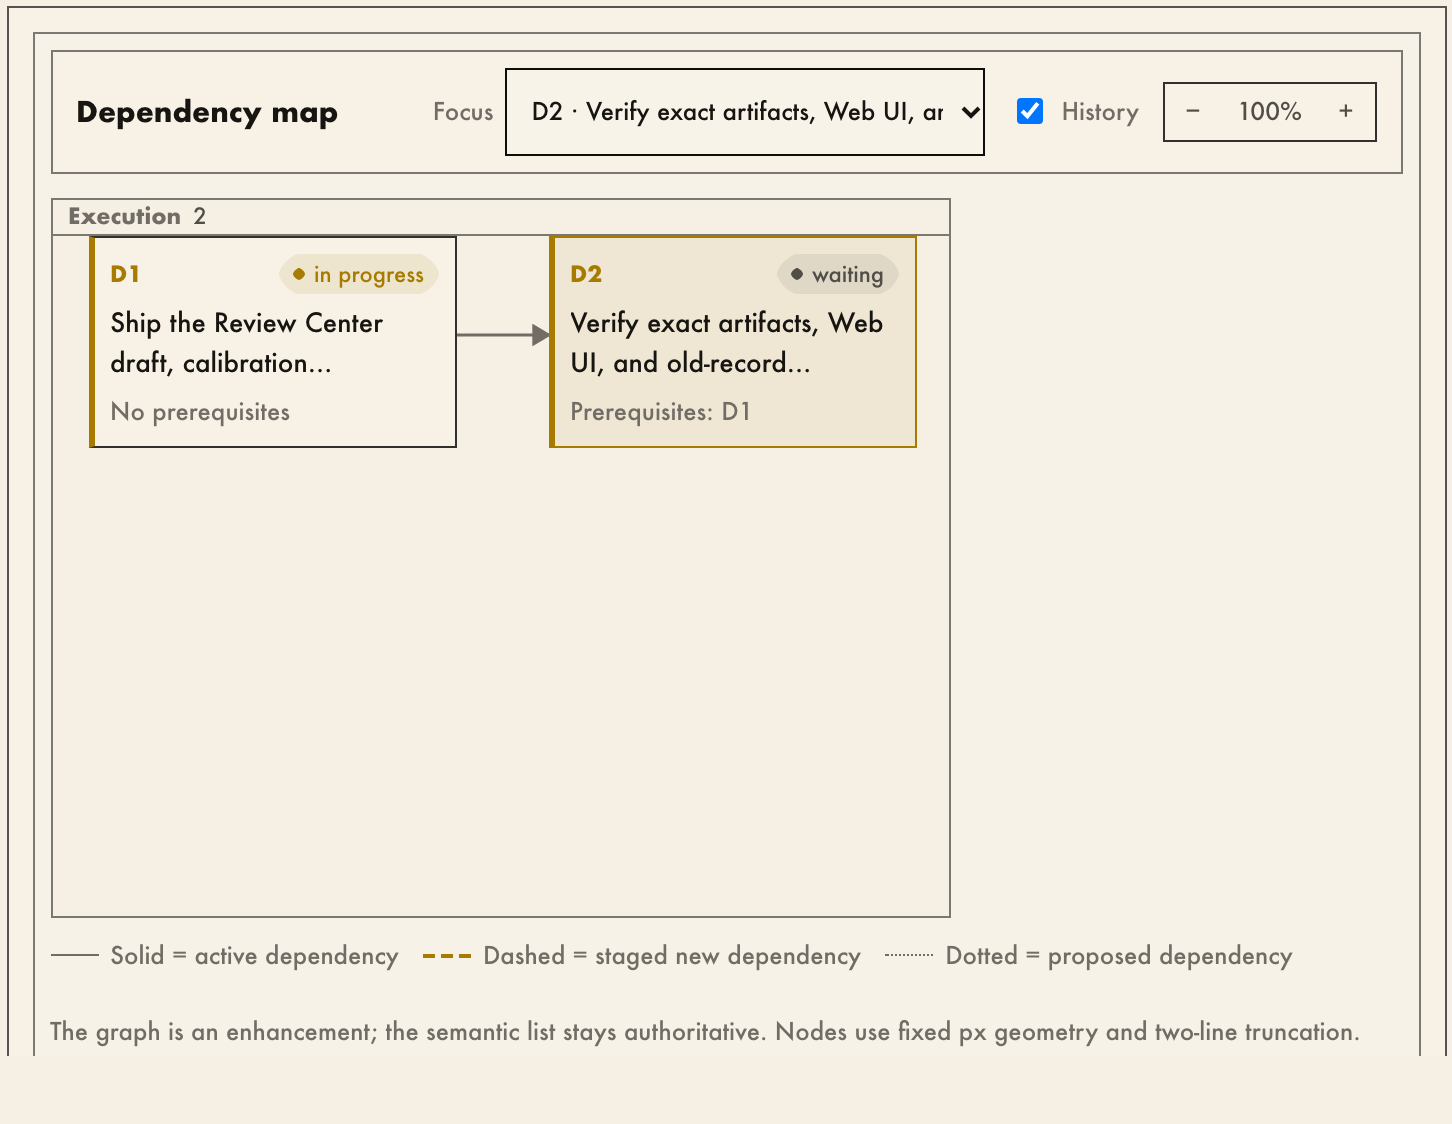 Dependency map
Focus
D2 · Verify exact artifacts, Web UI, ar
History
− 100% +
Execution 2
D1
in progress
Ship the Review Center
draft, calibration...
No prerequisites
D2
waiting
Verify exact artifacts, Web
UI, and old-record...
Prerequisites: D1
Solid = active dependency
Dashed = staged new dependency
Dotted = proposed dependency
The graph is an enhancement; the semantic list stays authoritative. Nodes use fixed px geometry and two-line truncation.